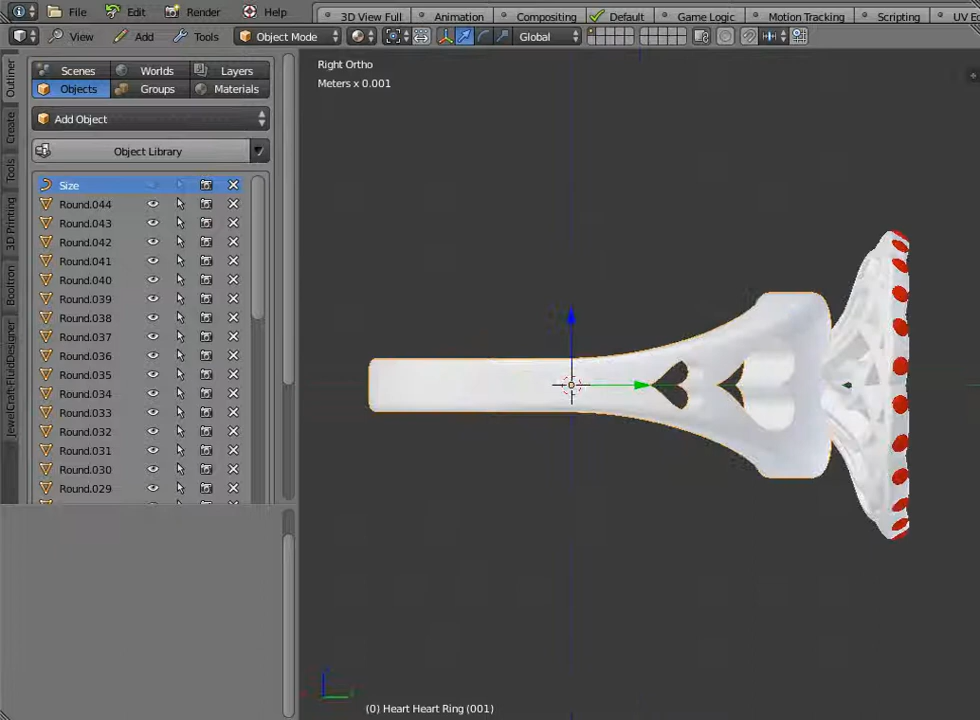 File Edit Render Help 3D View Full Animation Compositing Default Game Logic Motion Tracking Scripting UV Ed
View Add Tools Object Mode Global
Right Ortho
Meters x 0.001
Outliner
Create
Tools
3D Printing
Booltron
JewelCraft FluidDesigner
Scenes Worlds Layers
Objects Groups Materials
Add Object
Object Library
Size
Round.044
Round.043
Round.042
Round.041
Round.040
Round.039
Round.038
Round.037
Round.036
Round.035
Round.034
Round.033
Round.032
Round.031
Round.030
Round.029
(0) Heart Heart Ring (001)